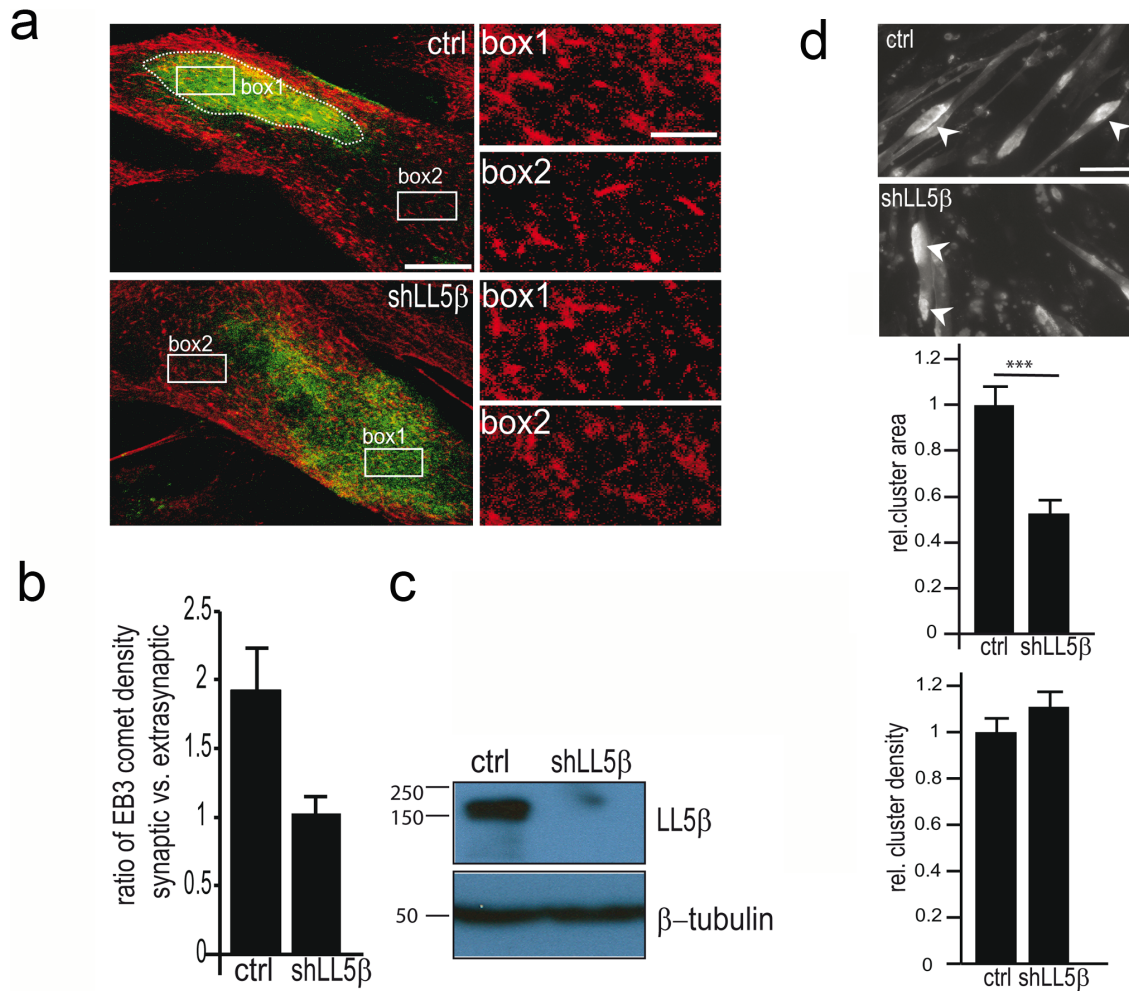 a
ctrl
box1
box2
box1
box2
shLL5β
box2
box1
box1
box2
b
2.5
2
1.5
1
0.5
0
ratio of EB3 comet density
synaptic vs. extrasynaptic
ctrl shLL5β
c
ctrl shLL5β
250
150
LL5β
50
β–tubulin
d
ctrl
shLL5β
1.2
1
0.8
0.6
0.4
0.2
0
rel.cluster area
***
ctrl shLL5β
1.2
1
0.8
0.6
0.4
0.2
0
rel. cluster density
ctrl shLL5β